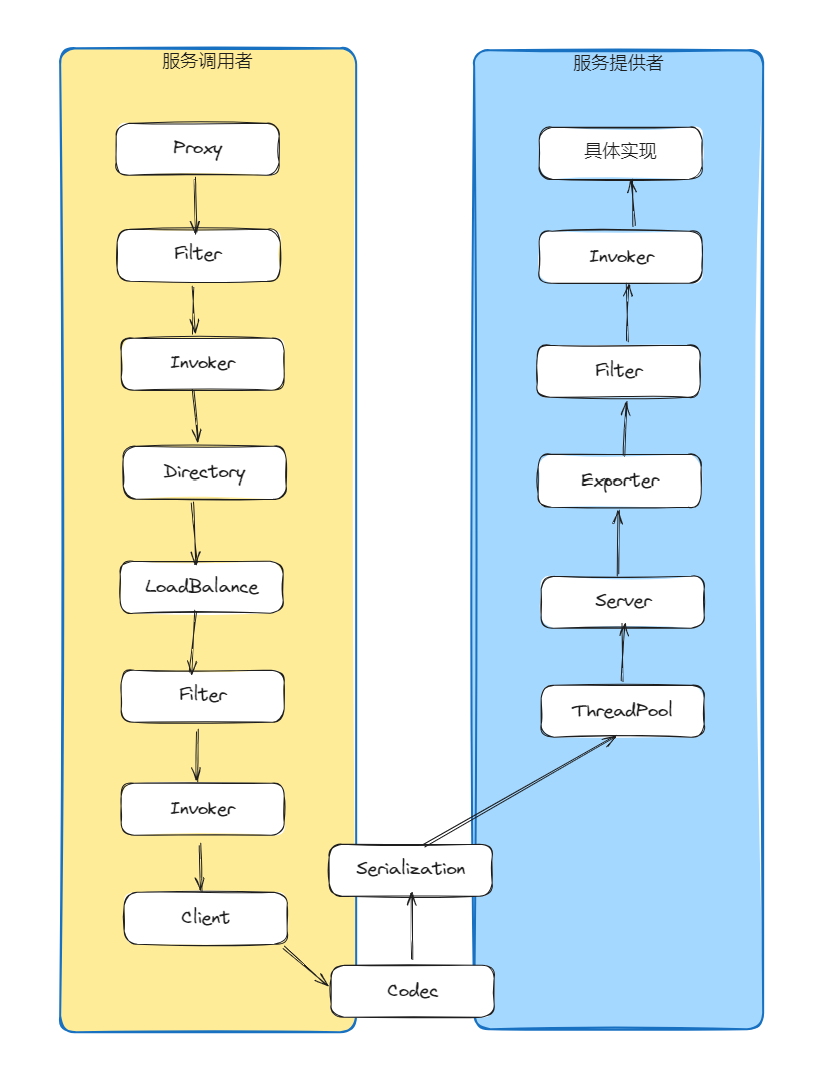 服务调用者
Proxy
Filter
Invoker
Directory
LoadBalance
Filter
Invoker
Client
Codec
Serialization
服务提供者
具体实现
Invoker
Filter
Exporter
Server
ThreadPool